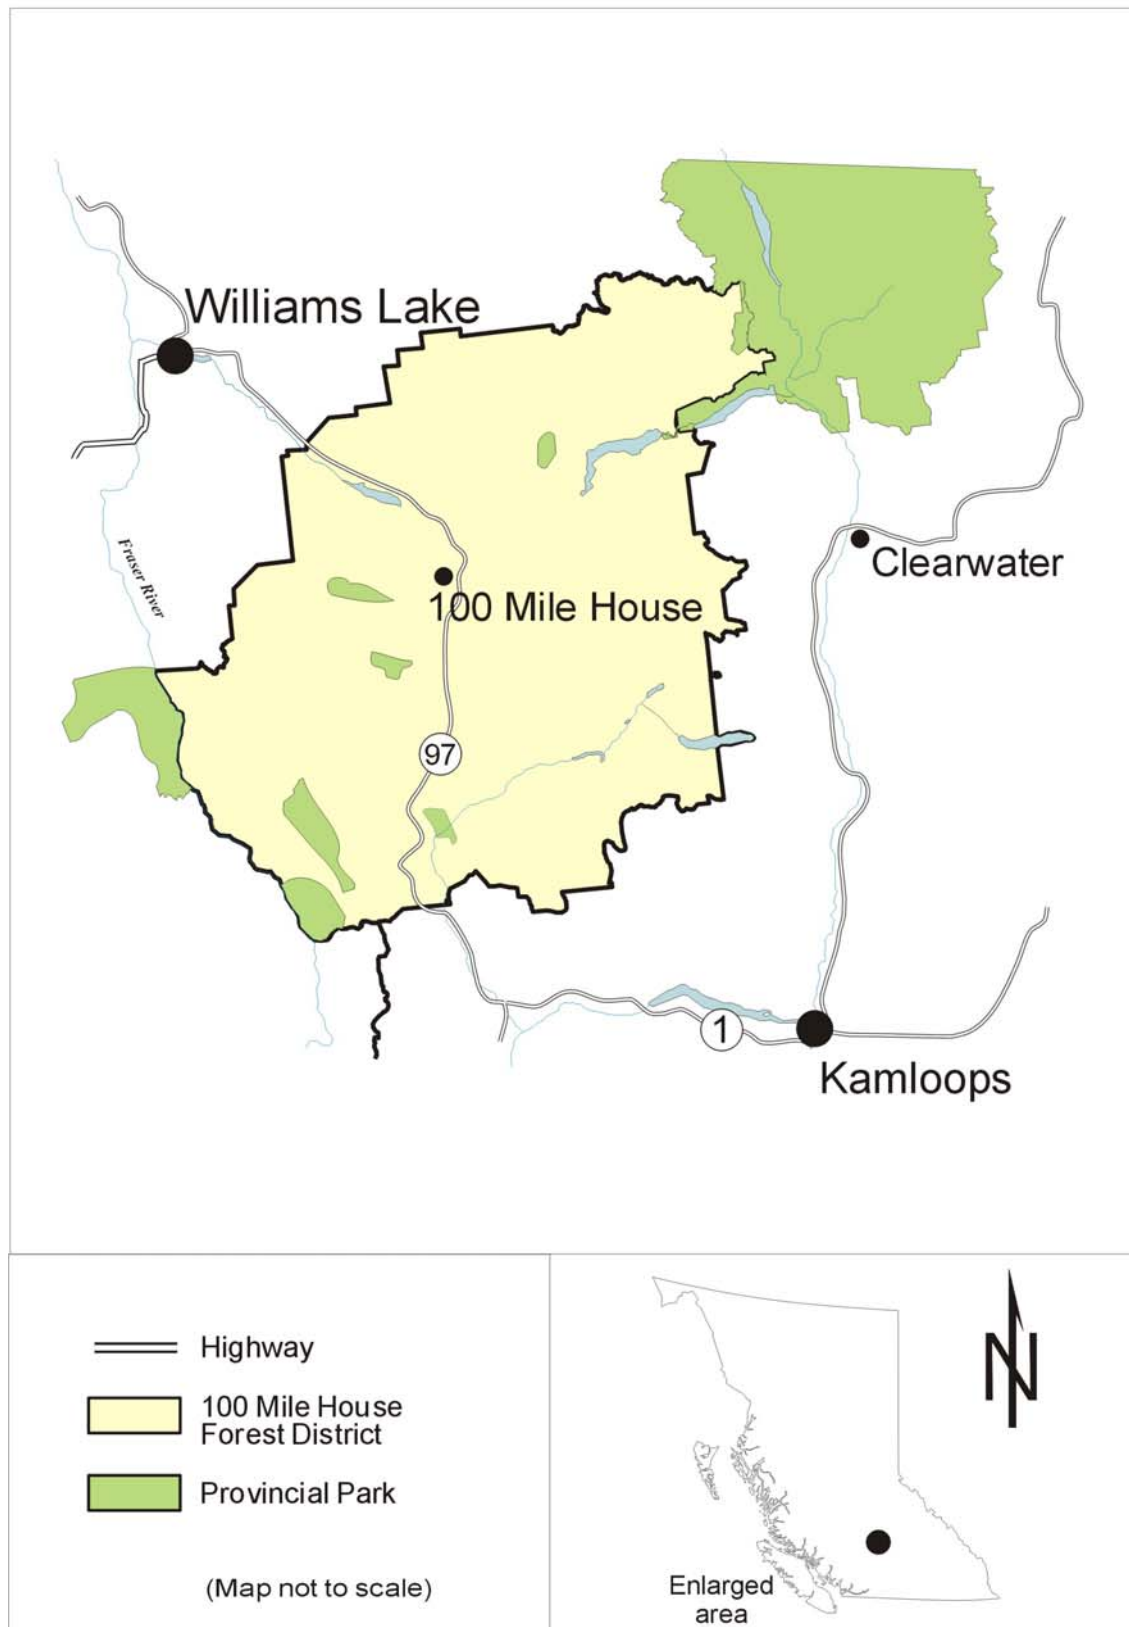 Williams Lake
Fraser River
Clearwater
100 Mile House
97
1
Kamloops
Highway
100 Mile House
Forest District
Provincial Park
(Map not to scale)
N
Enlarged
area